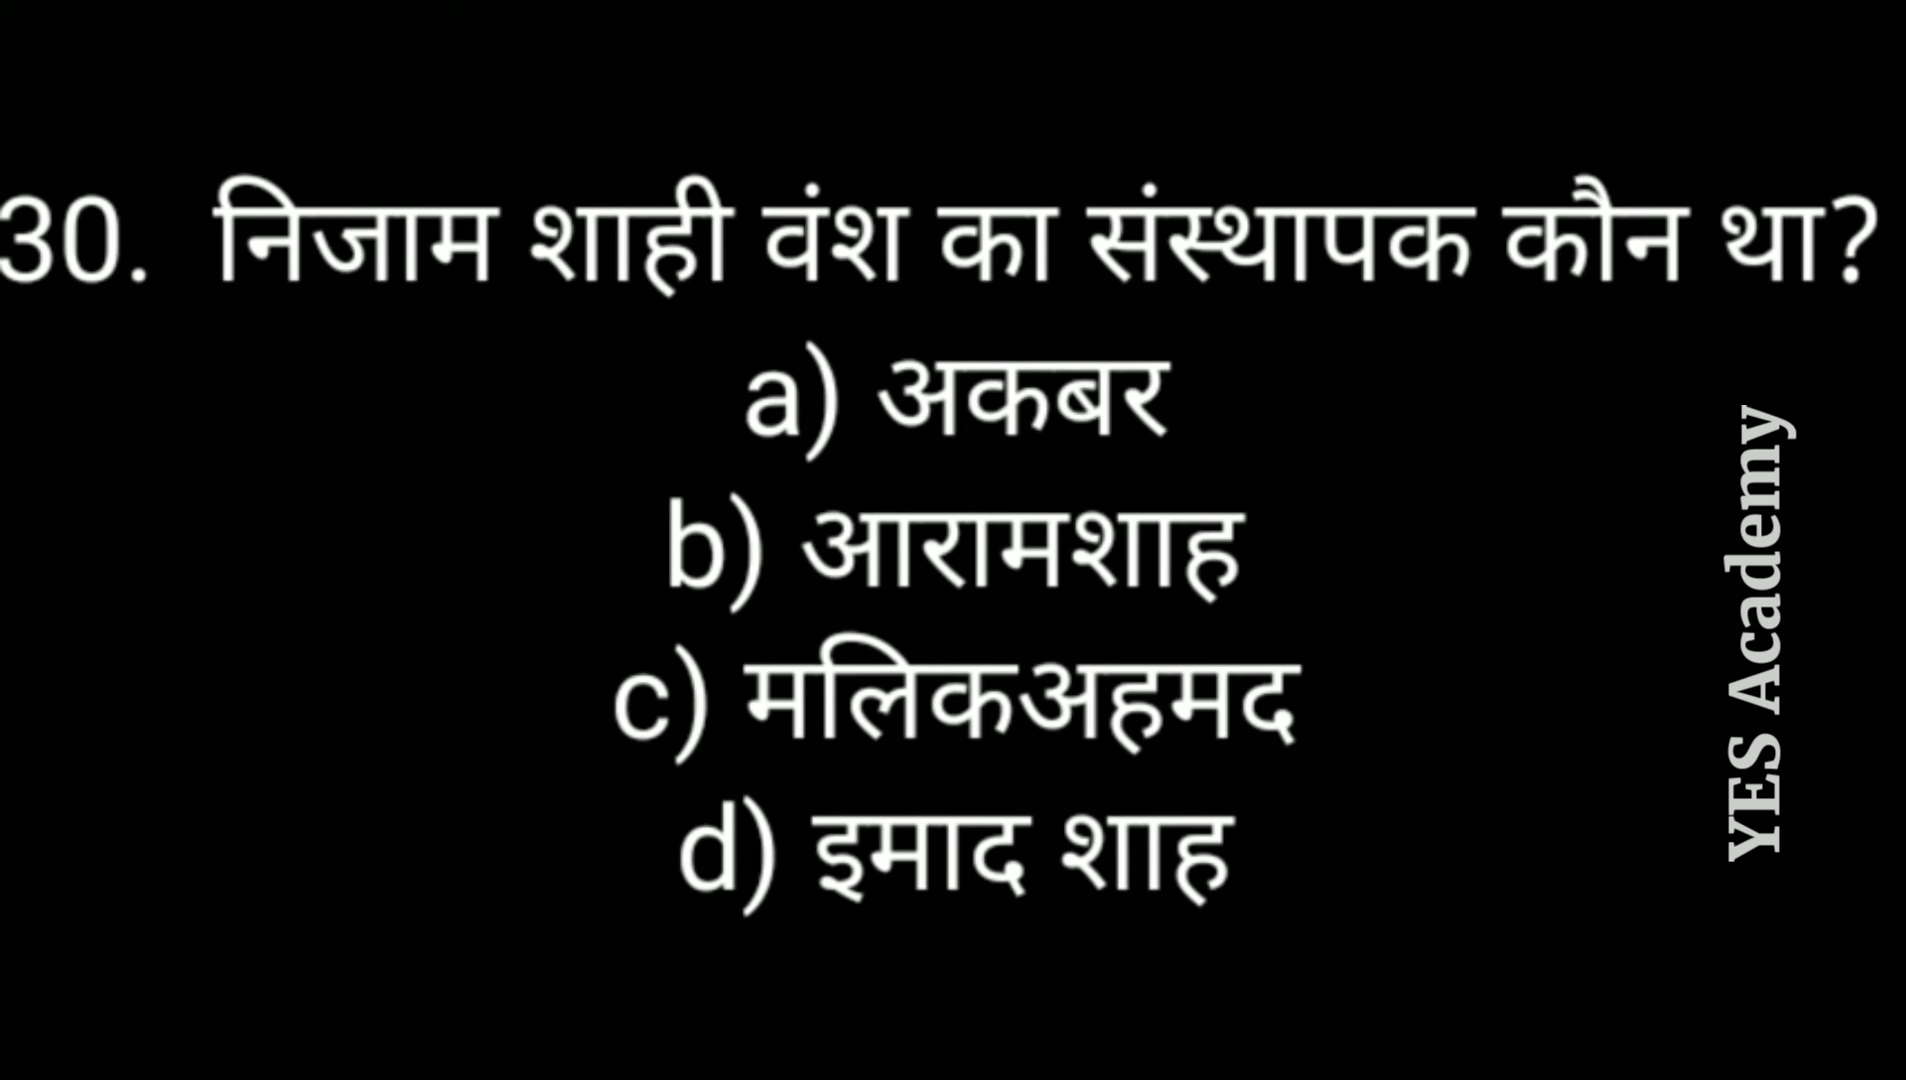 30. निजाम शाही वंश का संस्थापक कौन था?
a) अकबर
b) आरामशाह
c) मलिकअहमद
d) इमाद शाह
YES Academy